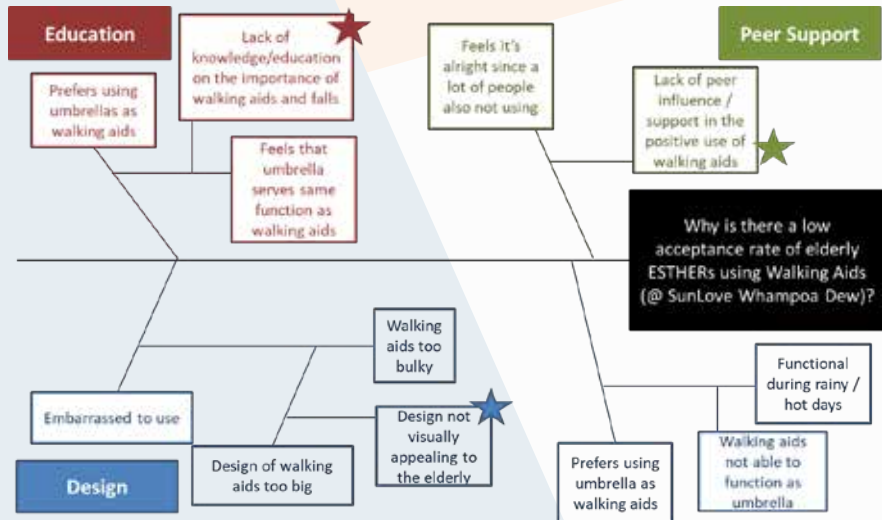 Education
Lack of
knowledge/education
on the importance of
walking aids and falls
Prefers using
umbrellas as
walking aids
Feels that
umbrella
serves same
function as
walking aids
Feels it's
alright since a
lot of people
also not using
Peer Support
Lack of peer
influence /
support in the
positive use of
walking aids
Why is there a low
acceptance rate of elderly
ESTHERs using Walking Aids
(@ SunLove Whampoa Dew)?
Walking
aids too
bulky
Embarrassed to use
Design not
visually
appealing to
the elderly
Design of walking
aids too big
Design
Functional
during rainy /
hot days
Walking aids
not able to
function as
umbrella
Prefers using
umbrella as
walking aids